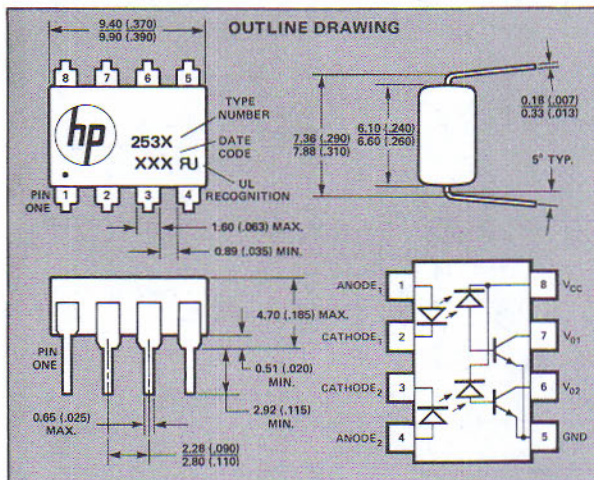 OUTLINE DRAWING
9.40 (.370)
9.90 (.390)
8 7 6 5
hp
253X
XXX RU
TYPE
NUMBER
DATE
CODE
UL
RECOGNITION
PIN
ONE
1 2 3 4
1.60 (.063) MAX.
0.89 (.035) MIN.
7.36 (.290)
7.88 (.310)
6.10 (.240)
6.60 (.260)
0.18 (.007)
0.33 (.013)
5° TYP.
PIN
ONE
4.70 (.185) MAX.
0.51 (.020)
MIN.
2.92 (.115)
MIN.
0.65 (.025)
MAX.
2.28 (.090)
2.80 (.110)
ANODE1 1
8 VCC
CATHODE1 2
7 V01
CATHODE2 3
6 V02
ANODE2 4
5 GND